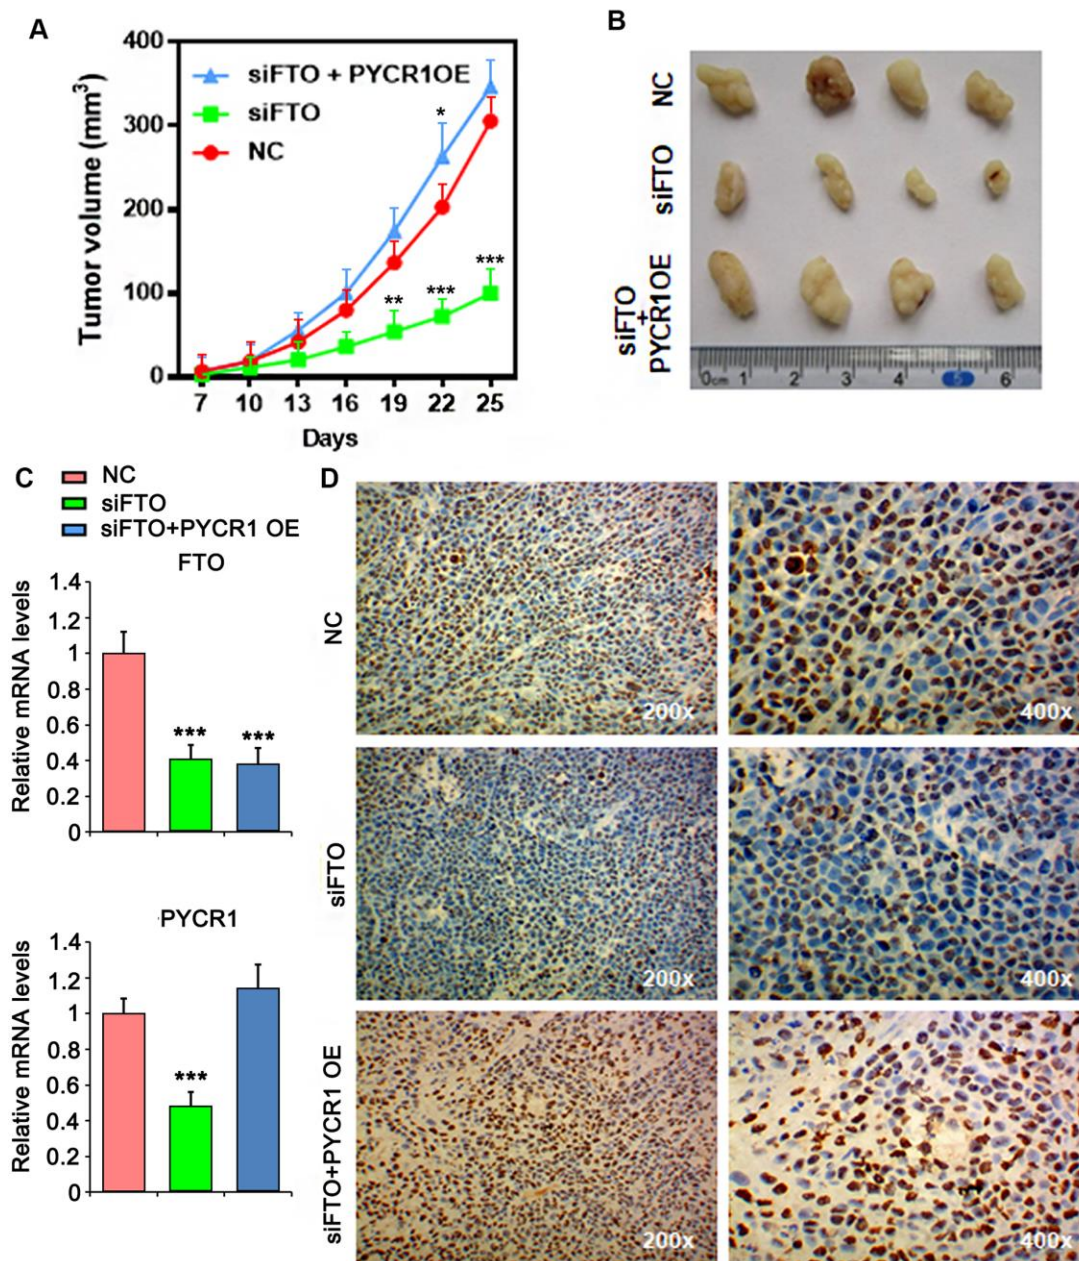 A
400
300
200
100
0
Tumor volume (mm³)
siFTO + PYCR1OE
siFTO
NC
*
**
***
***
7 10 13 16 19 22 25
Days
B
NC
siFTO
siFTO
+
PYCR1OE
0cm 1 2 3 4 5 6
C
NC
siFTO
siFTO+PYCR1 OE
FTO
Relative mRNA levels
1.4
1.2
1
0.8
0.6
0.4
0.2
0
***
***
PYCR1
Relative mRNA levels
1.4
1.2
1
0.8
0.6
0.4
0.2
0
***
D
NC
200x
400x
siFTO
200x
400x
siFTO+PYCR1 OE
200x
400x